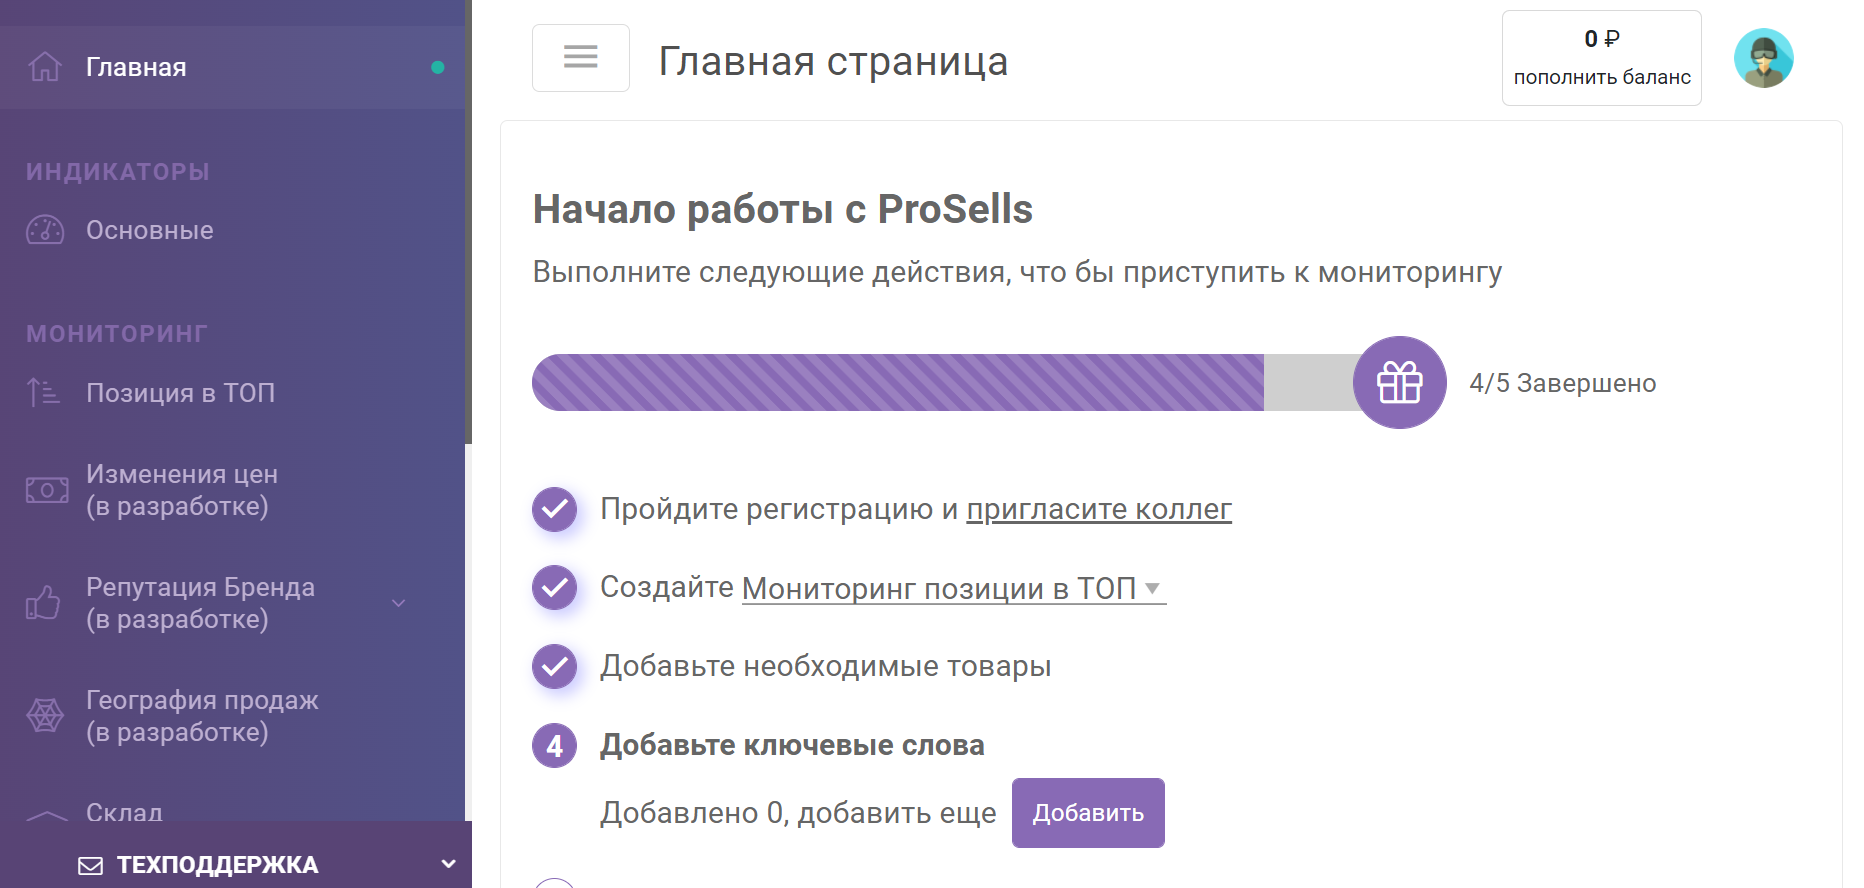 Главная
ИНДИКАТОРЫ
Основные
МОНИТОРИНГ
Позиция в ТОП
Изменения цен
(в разработке)
Репутация Бренда
(в разработке)
География продаж
(в разработке)
Склад
ТЕХПОДДЕРЖКА
Главная страница
0 ₽
пополнить баланс
Начало работы с ProSells
Выполните следующие действия, что бы приступить к мониторингу
4/5 Завершено
Пройдите регистрацию и пригласите коллег
Создайте Мониторинг позиции в ТОП
Добавьте необходимые товары
4 Добавьте ключевые слова
Добавлено 0, добавить еще Добавить